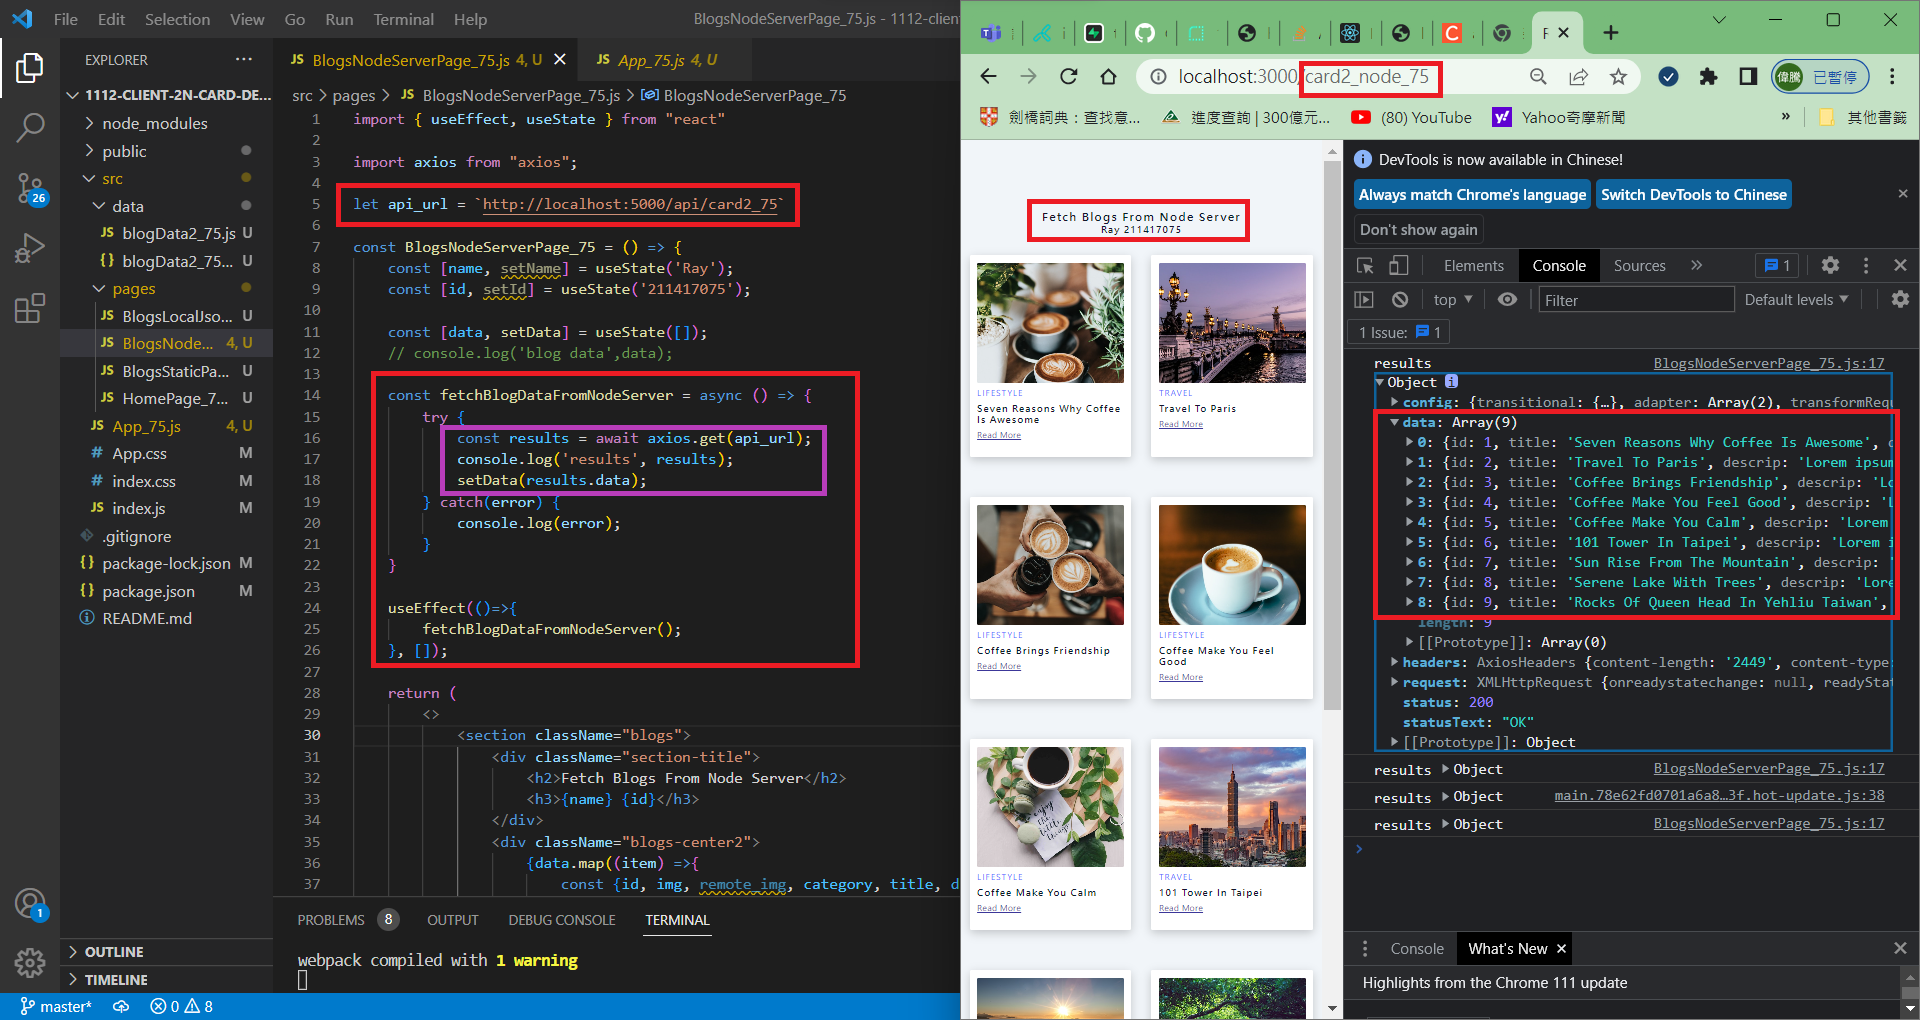 File Edit Selection View Go Run Terminal Help
BlogsNodeServerPage_75.js - 1112-client
EXPLORER
1112-CLIENT-2N-CARD-DE...
node_modules
public
src
data
JS blogData2_75.js U
{} blogData2_75... U
pages
JS BlogsLocalJso... U
JS BlogsNode... 4, U
JS BlogsStaticPa... U
JS HomePage_7... U
JS App_75.js 4, U
# App.css M
# index.css M
JS index.js M
.gitignore
{} package-lock.json M
{} package.json M
README.md
OUTLINE
TIMELINE
26
1
JS BlogsNodeServerPage_75.js 4, U
JS App_75.js 4, U
src > pages > JS BlogsNodeServerPage_75.js > BlogsNodeServerPage_75
1 import { useEffect, useState } from "react"
2
3 import axios from "axios";
4
5 let api_url = `http://localhost:5000/api/card2_75`
6
7 const BlogsNodeServerPage_75 = () => {
8 const [name, setName] = useState('Ray');
9 const [id, setId] = useState('211417075');
10
11 const [data, setData] = useState([]);
12 // console.log('blog data',data);
13
14 const fetchBlogDataFromNodeServer = async () => {
15 try {
16 const results = await axios.get(api_url);
17 console.log('results', results);
18 setData(results.data);
19 } catch(error) {
20 console.log(error);
21 }
22 }
23
24 useEffect(()=>{
25 fetchBlogDataFromNodeServer();
26 }, []);
27
28 return (
29 <>
30 <section className="blogs">
31 <div className="section-title">
32 <h2>Fetch Blogs From Node Server</h2>
33 <h3>{name} {id}</h3>
34 </div>
35 <div className="blogs-center2">
36 {data.map((item) =>{
37 const {id, img, remote_img, category, title, d
PROBLEMS 8 OUTPUT DEBUG CONSOLE TERMINAL
webpack compiled with 1 warning
master* 0 8
localhost:3000/card2_node_75
偉騰 已暫停
劍橋詞典：查找意... 進度查詢 | 300億元... (80) YouTube Yahoo奇摩新聞 » 其他書籤
Fetch Blogs From Node Server
Ray 211417075
LIFESTYLE
Seven Reasons Why Coffee
Is Awesome
Read More
TRAVEL
Travel To Paris
Read More
LIFESTYLE
Coffee Brings Friendship
Read More
LIFESTYLE
Coffee Make You Feel
Good
Read More
LIFESTYLE
Coffee Make You Calm
Read More
TRAVEL
101 Tower In Taipei
Read More
DevTools is now available in Chinese!
Always match Chrome's language Switch DevTools to Chinese
Don't show again
Elements Console Sources » 1
top Filter Default levels
1 Issue: 1
results BlogsNodeServerPage_75.js:17
Object i
config: {transitional: {…}, adapter: Array(2), transformRequ
data: Array(9)
0: {id: 1, title: 'Seven Reasons Why Coffee Is Awesome', d
1: {id: 2, title: 'Travel To Paris', descrip: 'Lorem ipsum
2: {id: 3, title: 'Coffee Brings Friendship', descrip: 'Lo
3: {id: 4, title: 'Coffee Make You Feel Good', descrip: 'L
4: {id: 5, title: 'Coffee Make You Calm', descrip: 'Lorem
5: {id: 6, title: '101 Tower In Taipei', descrip: 'Lorem i
6: {id: 7, title: 'Sun Rise From The Mountain', descrip: '
7: {id: 8, title: 'Serene Lake With Trees', descrip: 'Lore
8: {id: 9, title: 'Rocks Of Queen Head In Yehliu Taiwan',
length: 9
[[Prototype]]: Array(0)
headers: AxiosHeaders {content-length: '2449', content-type:
request: XMLHttpRequest {onreadystatechange: null, readyStat
status: 200
statusText: "OK"
[[Prototype]]: Object
results Object BlogsNodeServerPage_75.js:17
results Object main.78e62fd0701a6a8…3f.hot-update.js:38
results Object BlogsNodeServerPage_75.js:17
Console What's New
Highlights from the Chrome 111 update